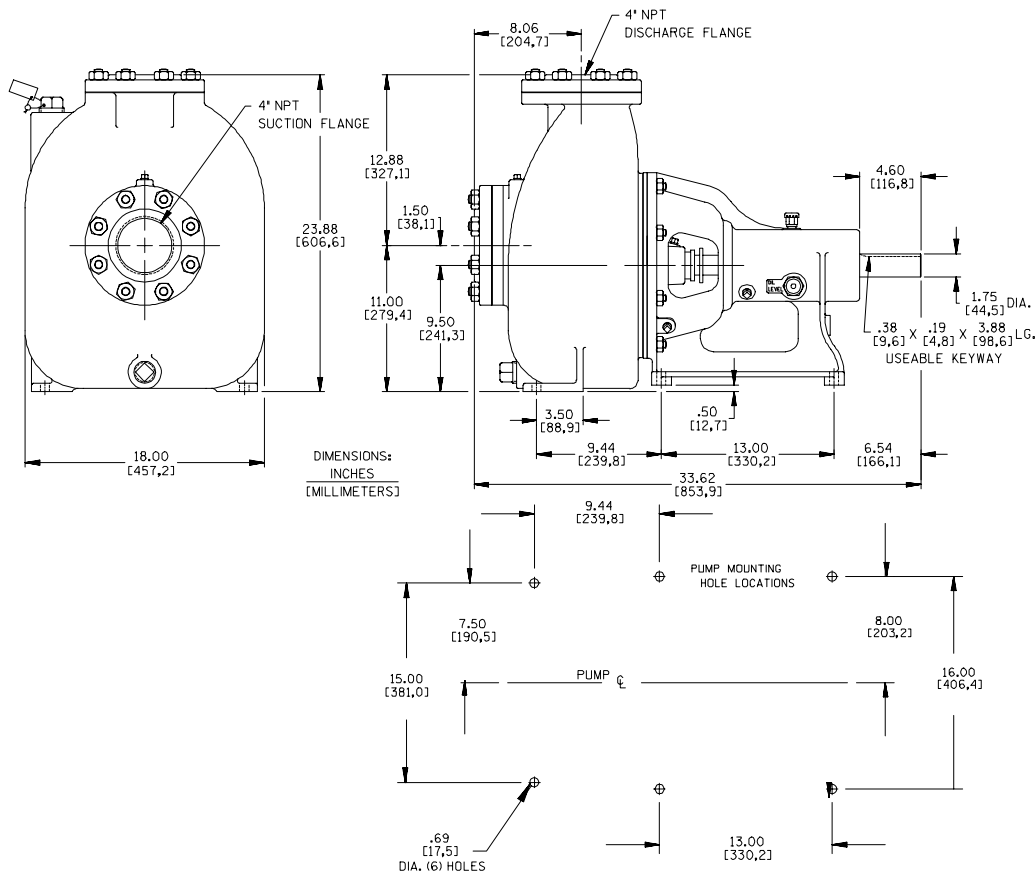 4" NPT
DISCHARGE FLANGE
8.06
[204,7]
4" NPT
SUCTION FLANGE
12.88
[327,1]
4.60
[116,8]
1.50
[38,1]
23.88
[606,6]
11.00
[279,4]
9.50
[241,3]
OIL
LEVEL
1.75
[44,5] DIA.
.38 X .19 X 3.88 LG.
[9,6] [4,8] [98,6]
USEABLE KEYWAY
3.50
[88,9]
.50
[12,7]
18.00
[457,2]
DIMENSIONS:
INCHES
[MILLIMETERS]
9.44
[239,8]
13.00
[330,2]
6.54
[166,1]
33.62
[853,9]
9.44
[239,8]
PUMP MOUNTING
HOLE LOCATIONS
7.50
[190,5]
8.00
[203,2]
15.00
[381,0]
PUMP ℄
16.00
[406,4]
.69
[17,5]
DIA. (6) HOLES
13.00
[330,2]